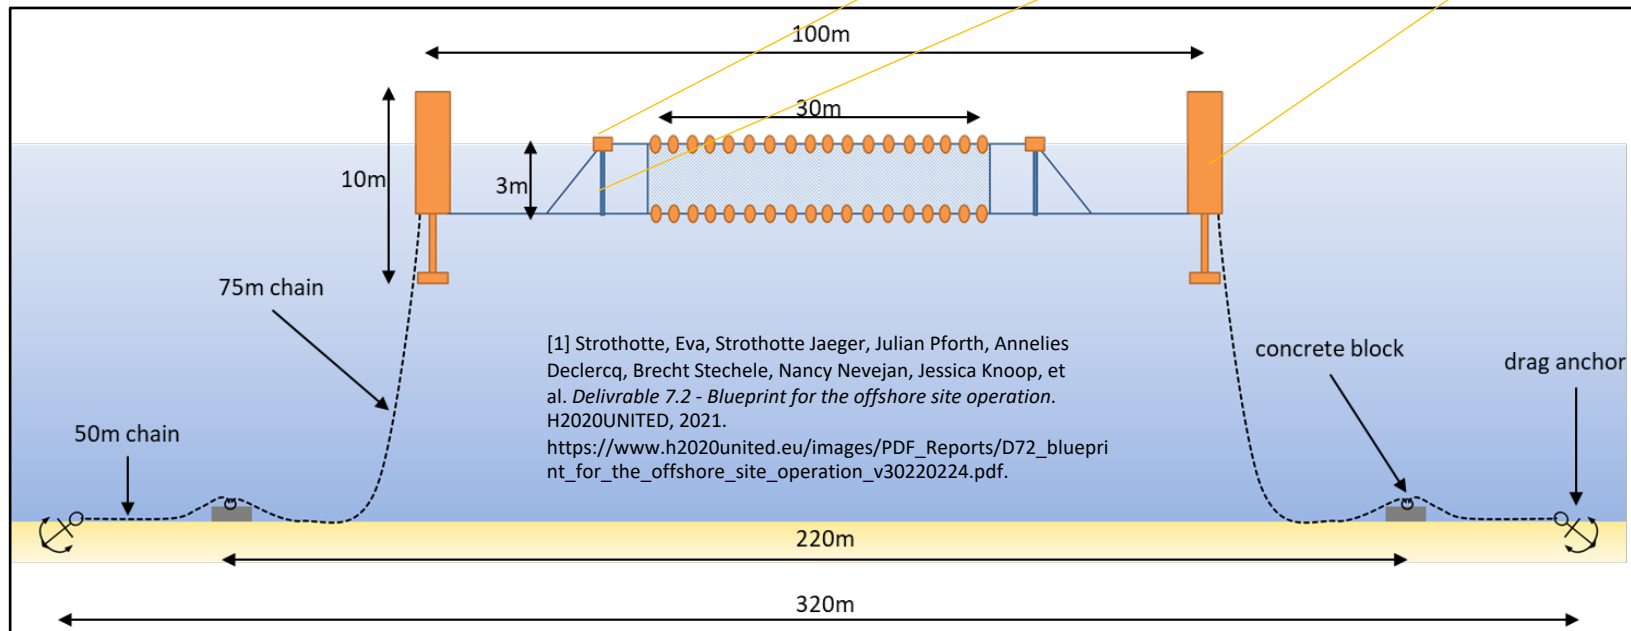 100m
30m
10m
3m
75m chain
[1] Strothotte, Eva, Strothotte Jaeger, Julian Pforth, Annelies
Declercq, Brecht Stechele, Nancy Nevejan, Jessica Knoop, et
al. Delivrable 7.2 - Blueprint for the offshore site operation.
H2020UNITED, 2021.
https://www.h2020united.eu/images/PDF_Reports/D72_bluepri
nt_for_the_offshore_site_operation_v30220224.pdf.
concrete block
drag anchor
50m chain
220m
320m